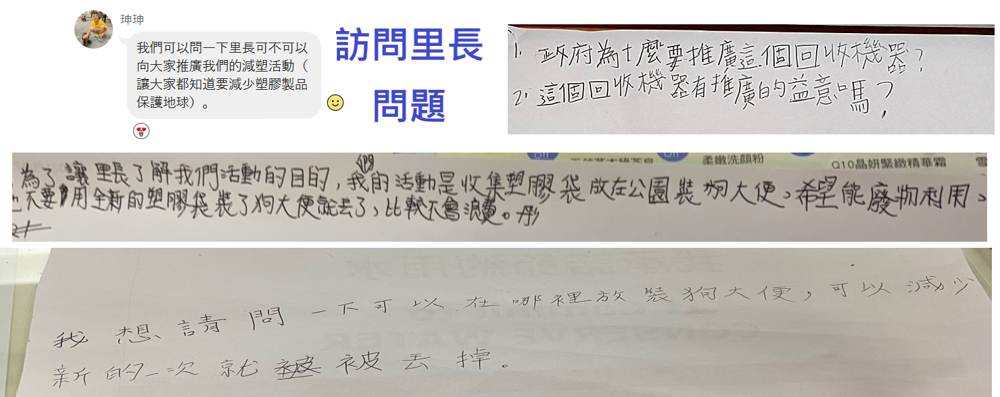 珅珅
我們可以問一下里長可不可以
向大家推廣我們的減塑活動（
讓大家都知道要減少塑膠製品
保護地球）。
訪問里長
問題
1. 政府為什麼要推廣這個回收機器?
2. 這個回收機器有推廣的益意嗎?
off
off
柔嫩洗顏粉
Q10晶妍緊緻精華霜
為了讓里長了解我們活動的目的,我們的活動是收集塑膠袋放在公園裝狗大便,希望能廢物利用,
不要用全新的塑膠袋裝了狗大便就丟了,比較不會浪費。彤
我想請問一下可以在哪裡放裝狗大便,可以減少
新的一次就被丟掉。